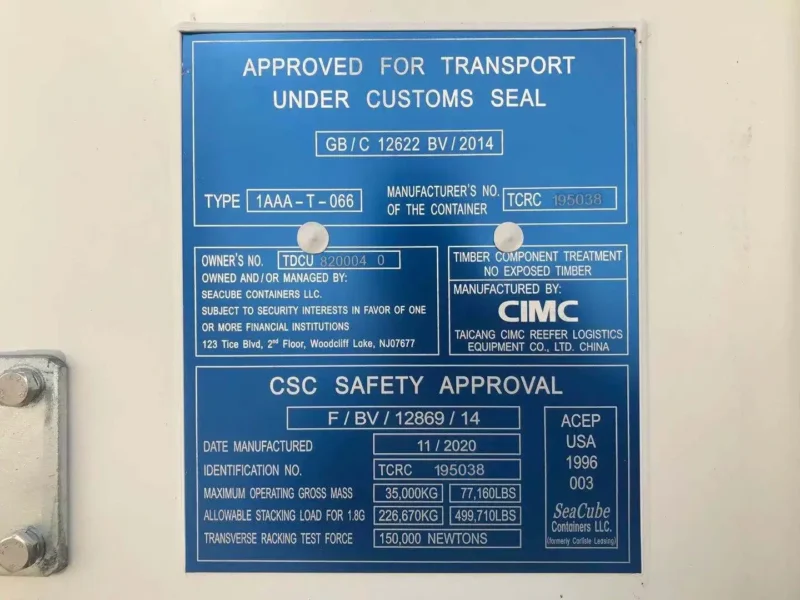 APPROVED FOR TRANSPORT
UNDER CUSTOMS SEAL
GB/C 12622 BV/2014
TYPE 1AAA-T-066
MANUFACTURER'S NO.
OF THE CONTAINER
TCRC 195038
OWNER'S NO. TDCU 820004 0
OWNED AND/OR MANAGED BY:
SEACUBE CONTAINERS LLC.
SUBJECT TO SECURITY INTERESTS IN FAVOR OF ONE
OR MORE FINANCIAL INSTITUTIONS
123 Tice Blvd, 2nd Floor, Woodcliff Lake, NJ07677
TIMBER COMPONENT TREATMENT
NO EXPOSED TIMBER
MANUFACTURED BY:
CIMC
TAICANG CIMC REEFER LOGISTICS
EQUIPMENT CO., LTD. CHINA
CSC SAFETY APPROVAL
F/BV/12869/14
DATE MANUFACTURED 11/2020
IDENTIFICATION NO. TCRC 195038
MAXIMUM OPERATING GROSS MASS 35,000KG 77,160LBS
ALLOWABLE STACKING LOAD FOR 1.8G 226,670KG 499,710LBS
TRANSVERSE RACKING TEST FORCE 150,000 NEWTONS
ACEP
USA
1996
003
SeaCube
Containers LLC.
(formerly Carlisle Leasing)